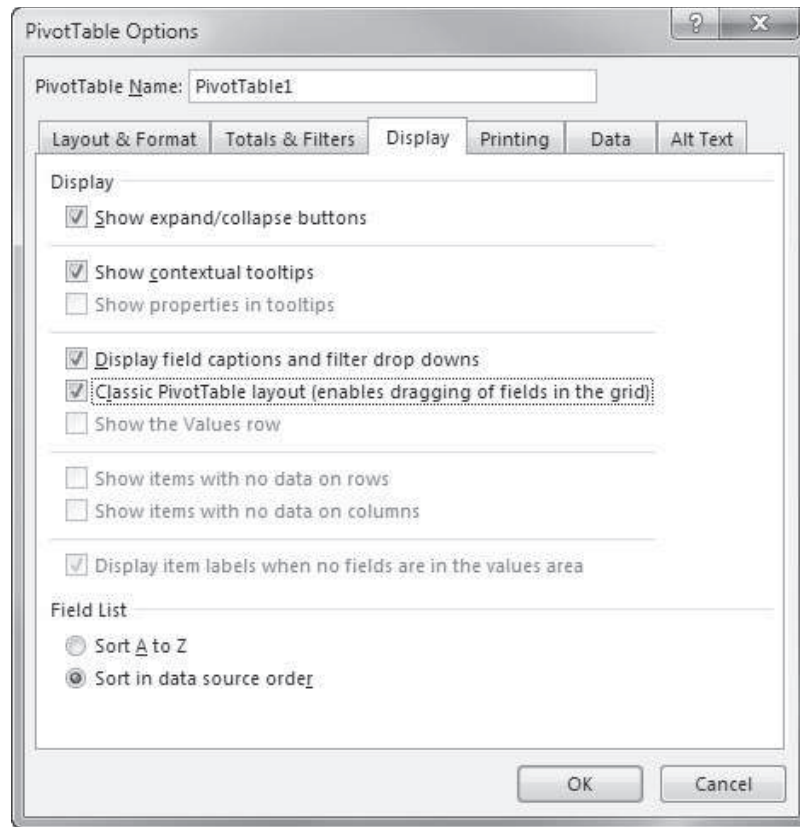 PivotTable Options
?
PivotTable Name: PivotTable1
Layout & Format Totals & Filters Display Printing Data Alt Text
Display
Show expand/collapse buttons
Show contextual tooltips
Show properties in tooltips
Display field captions and filter drop downs
Classic PivotTable layout (enables dragging of fields in the grid)
Show the Values row
Show items with no data on rows
Show items with no data on columns
Display item labels when no fields are in the values area
Field List
Sort A to Z
Sort in data source order
OK Cancel